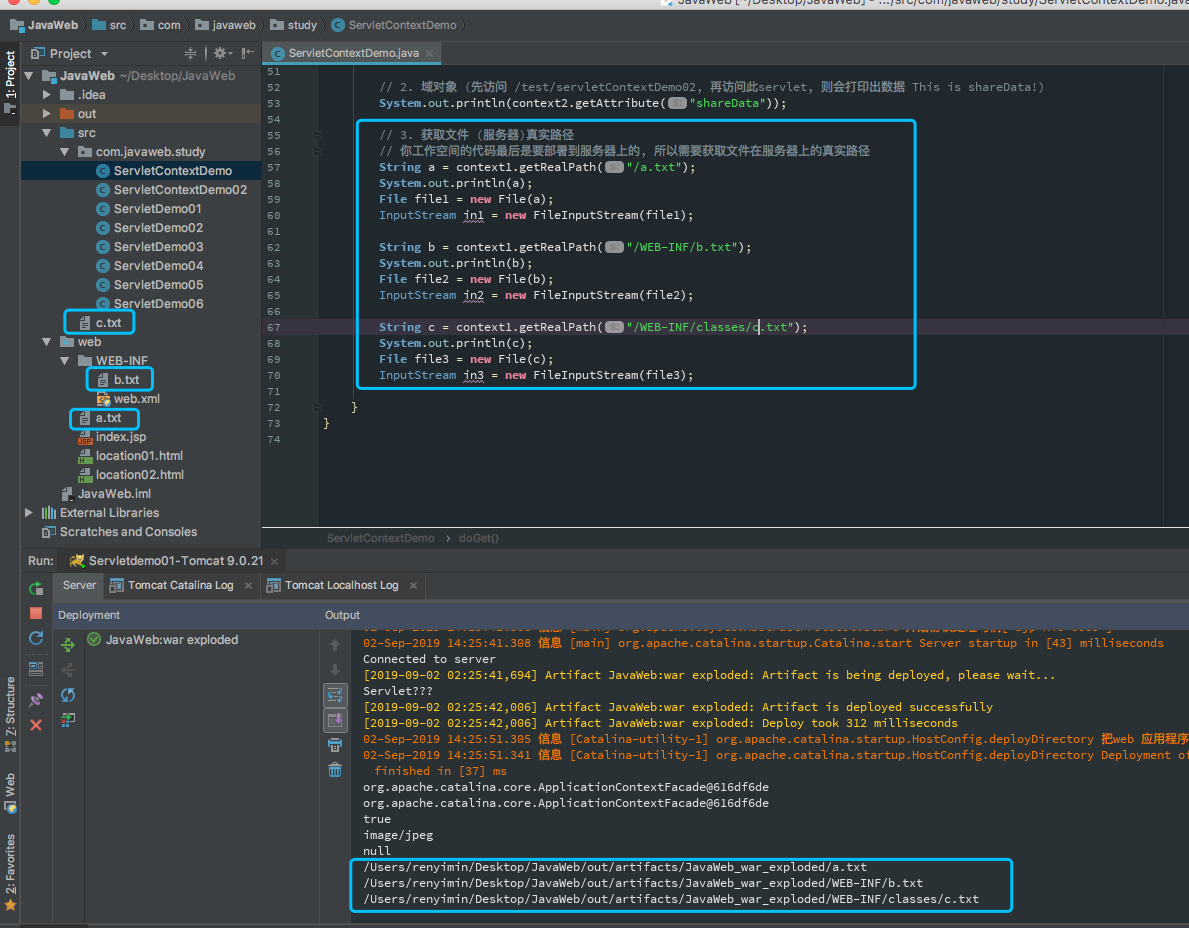 JavaWeb [~/Desktop/JavaWeb] - .../src/com/javaweb/study/ServletContextDemo.java
JavaWeb src com javaweb study ServletContextDemo
Project
ServletContextDemo.java
1: Project
JavaWeb ~/Desktop/JavaWeb
.idea
out
src
com.javaweb.study
ServletContextDemo
ServletContextDemo02
ServletDemo01
ServletDemo02
ServletDemo03
ServletDemo04
ServletDemo05
ServletDemo06
c.txt
web
WEB-INF
b.txt
web.xml
a.txt
index.jsp
location01.html
location02.html
JavaWeb.iml
External Libraries
Scratches and Consoles
51
52 // 2. 域对象 (先访问 /test/servletContextDemo02, 再访问此servlet, 则会打印出数据 This is shareData!)
53 System.out.println(context2.getAttribute( s: "shareData"));
54
55 // 3. 获取文件 (服务器)真实路径
56 // 你工作空间的代码最后是要部署到服务器上的, 所以需要获取文件在服务器上的真实路径
57 String a = context1.getRealPath( s: "/a.txt");
58 System.out.println(a);
59 File file1 = new File(a);
60 InputStream in1 = new FileInputStream(file1);
61
62 String b = context1.getRealPath( s: "/WEB-INF/b.txt");
63 System.out.println(b);
64 File file2 = new File(b);
65 InputStream in2 = new FileInputStream(file2);
66
67 String c = context1.getRealPath( s: "/WEB-INF/classes/c.txt");
68 System.out.println(c);
69 File file3 = new File(c);
70 InputStream in3 = new FileInputStream(file3);
71
72 }
73 }
74
ServletContextDemo › doGet()
Run: Servletdemo01-Tomcat 9.0.21
Server Tomcat Catalina Log Tomcat Localhost Log
Deployment Output
JavaWeb:war exploded
Z: Structure
Web
2: Favorites
02-Sep-2019 14:25:41.308 信息 [main] org.apache.catalina.startup.Catalina.start Server startup in [43] milliseconds
Connected to server
[2019-09-02 02:25:41,694] Artifact JavaWeb:war exploded: Artifact is being deployed, please wait...
Servlet???
[2019-09-02 02:25:42,006] Artifact JavaWeb:war exploded: Artifact is deployed successfully
[2019-09-02 02:25:42,006] Artifact JavaWeb:war exploded: Deploy took 312 milliseconds
02-Sep-2019 14:25:51.305 信息 [Catalina-utility-1] org.apache.catalina.startup.HostConfig.deployDirectory 把web 应用程序
02-Sep-2019 14:25:51.341 信息 [Catalina-utility-1] org.apache.catalina.startup.HostConfig.deployDirectory Deployment of
finished in [37] ms
org.apache.catalina.core.ApplicationContextFacade@616df6de
org.apache.catalina.core.ApplicationContextFacade@616df6de
true
image/jpeg
null
/Users/renyimin/Desktop/JavaWeb/out/artifacts/JavaWeb_war_exploded/a.txt
/Users/renyimin/Desktop/JavaWeb/out/artifacts/JavaWeb_war_exploded/WEB-INF/b.txt
/Users/renyimin/Desktop/JavaWeb/out/artifacts/JavaWeb_war_exploded/WEB-INF/classes/c.txt